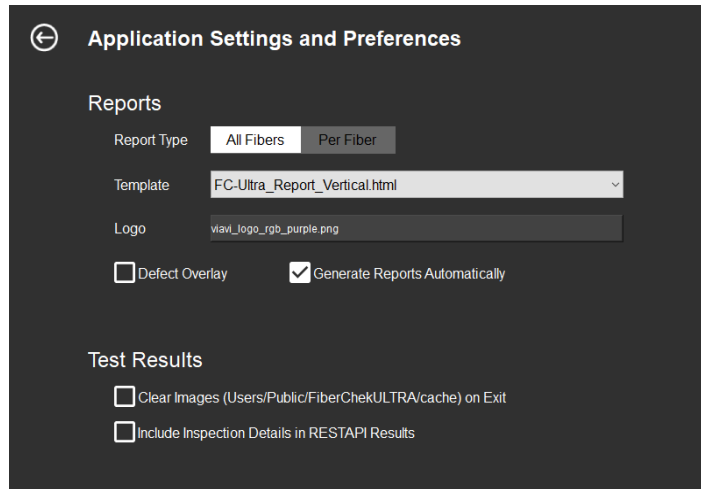 Application Settings and Preferences
Reports
Report Type All Fibers Per Fiber
Template FC-Ultra_Report_Vertical.html
Logo viavi_logo_rgb_purple.png
Defect Overlay Generate Reports Automatically
Test Results
Clear Images (Users/Public/FiberChekULTRA/cache) on Exit
Include Inspection Details in RESTAPI Results